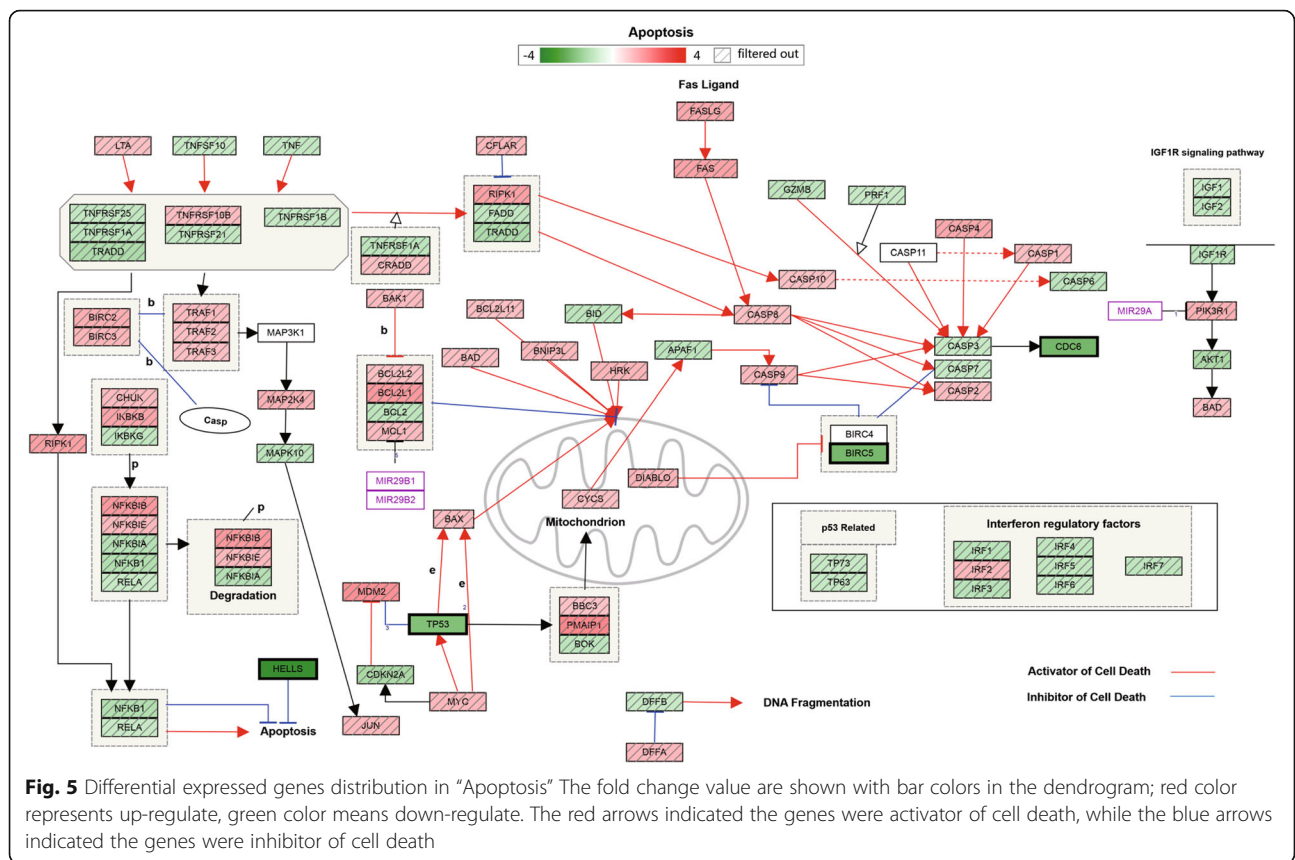 Apoptosis
-4 4 filtered out
Fas Ligand
FASLG
LTA
TNFSF10
TNF
CFLAR
FAS
IGF1R signaling pathway
IGF1
IGF2
GZMB
PRF1
RIPK1
FADD
TRADD
TNFRSF25
TNFRSF1A
TRADD
TNFRSF10B
TNFRSF21
TNFRSF1B
TNFRSF1A
CRADD
CASP11
CASP4
CASP1
IGF1R
CASP10
CASP6
BAK1
b
BIRC2
BIRC3
b
b
TRAF1
TRAF2
TRAF3
MAP3K1
BCL2L11
BID
CASP8
MIR29A
PIK3R1
BAD
BNIP3L
HRK
APAF1
CASP9
CASP3
CASP7
CASP2
CDC6
AKT1
BAD
BCL2L2
BCL2L1
BCL2
MCL1
CHUK
IKBKB
IKBKG
Casp
MAP2K4
MAPK10
RIPK1
p
BIRC4
BIRC5
MIR29B1
MIR29B2
DIABLO
CYCS
Mitochondrion
BAX
NFKBIB
NFKBIE
NFKBIA
NFKB1
RELA
p
NFKBIB
NFKBIE
NFKBIA
Degradation
e
e
p53 Related
TP73
TP63
Interferon regulatory factors
IRF1
IRF2
IRF3
IRF4
IRF5
IRF6
IRF7
MDM2
TP53
2
3
BBC3
PMAIP1
BOK
HELLS
CDKN2A
MYC
JUN
NFKB1
RELA
Apoptosis
DFFB
DNA Fragmentation
DFFA
Activator of Cell Death
Inhibitor of Cell Death
Fig. 5 Differential expressed genes distribution in “Apoptosis” The fold change value are shown with bar colors in the dendrogram; red color
represents up-regulate, green color means down-regulate. The red arrows indicated the genes were activator of cell death, while the blue arrows
indicated the genes were inhibitor of cell death